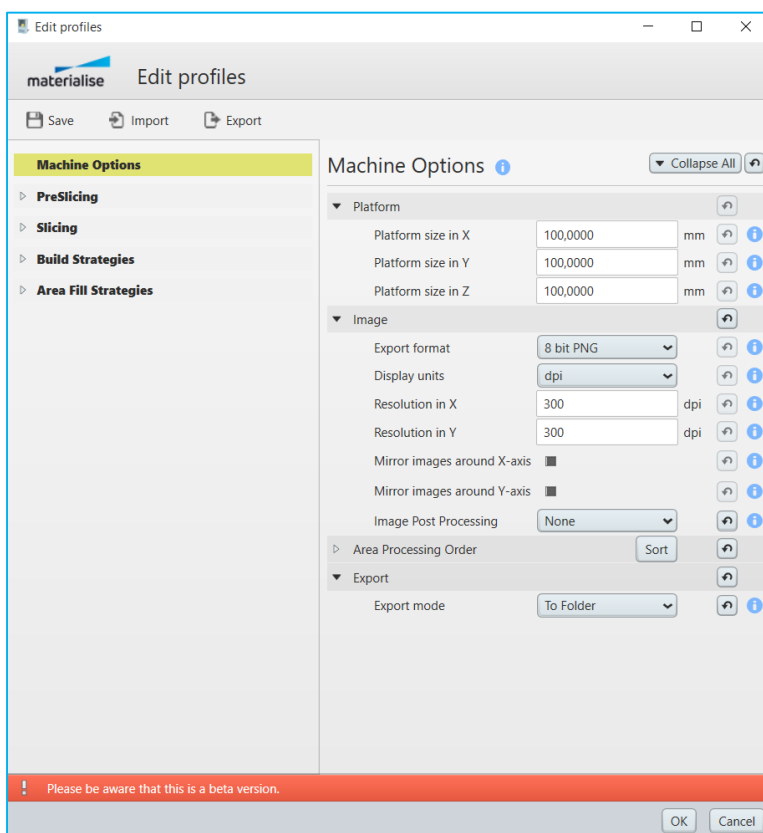 Edit profiles
materialise Edit profiles
Save Import Export
Machine Options
PreSlicing
Slicing
Build Strategies
Area Fill Strategies
Machine Options Collapse All
Platform
Platform size in X 100,0000 mm
Platform size in Y 100,0000 mm
Platform size in Z 100,0000 mm
Image
Export format 8 bit PNG
Display units dpi
Resolution in X 300 dpi
Resolution in Y 300 dpi
Mirror images around X-axis
Mirror images around Y-axis
Image Post Processing None
Area Processing Order Sort
Export
Export mode To Folder
Please be aware that this is a beta version.
OK Cancel